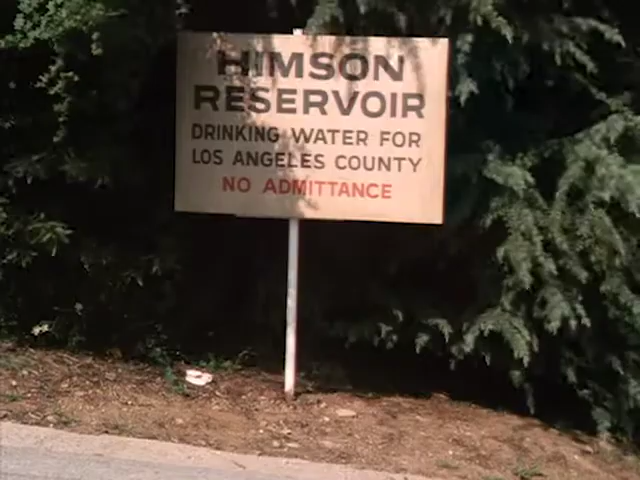 HIMSON
RESERVOIR
DRINKING WATER FOR
LOS ANGELES COUNTY
NO ADMITTANCE